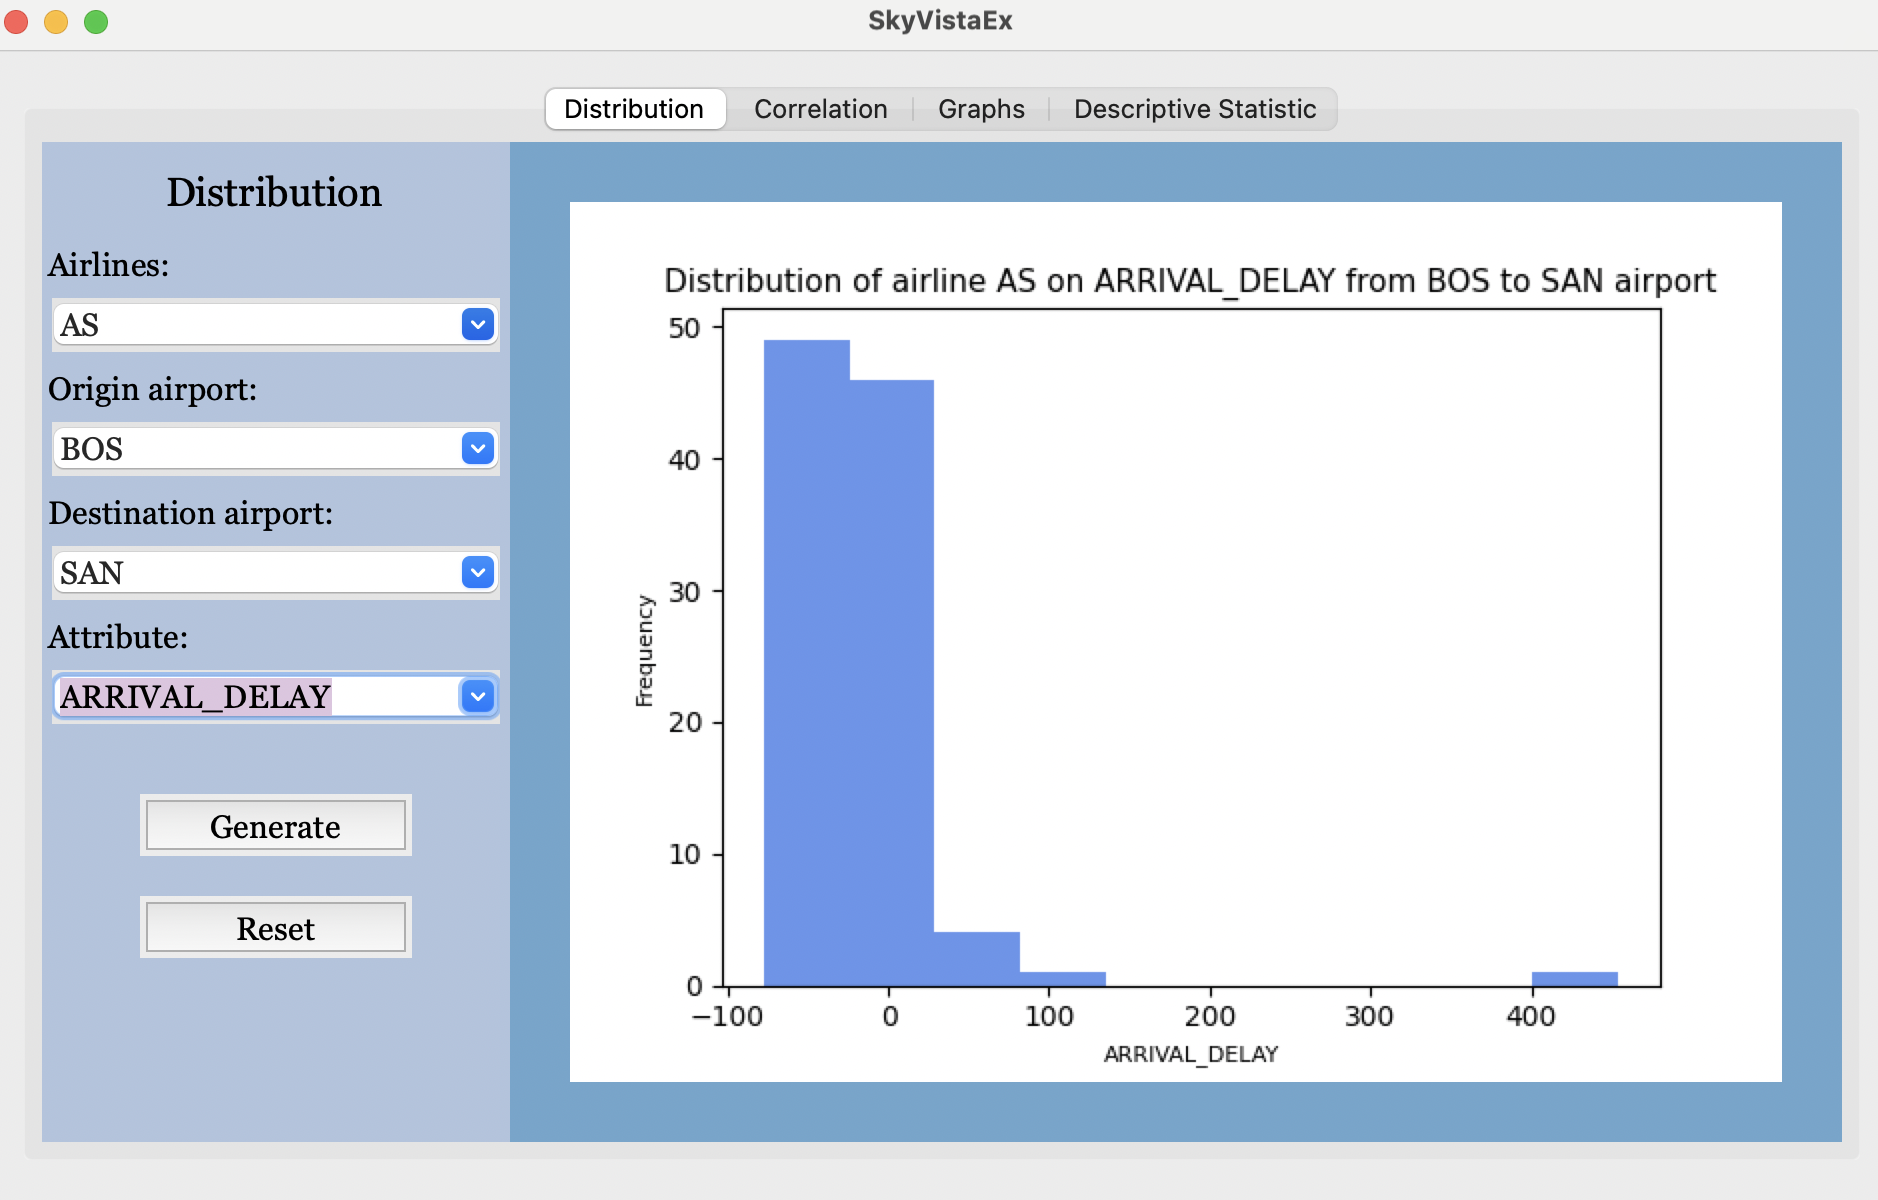 SkyVistaEx
Distribution Correlation Graphs Descriptive Statistic
Distribution
Airlines:
AS
Origin airport:
BOS
Destination airport:
SAN
Attribute:
ARRIVAL_DELAY
Generate
Reset
Distribution of airline AS on ARRIVAL_DELAY from BOS to SAN airport
50
40
30
20
10
0
Frequency
−100 0 100 200 300 400
ARRIVAL_DELAY